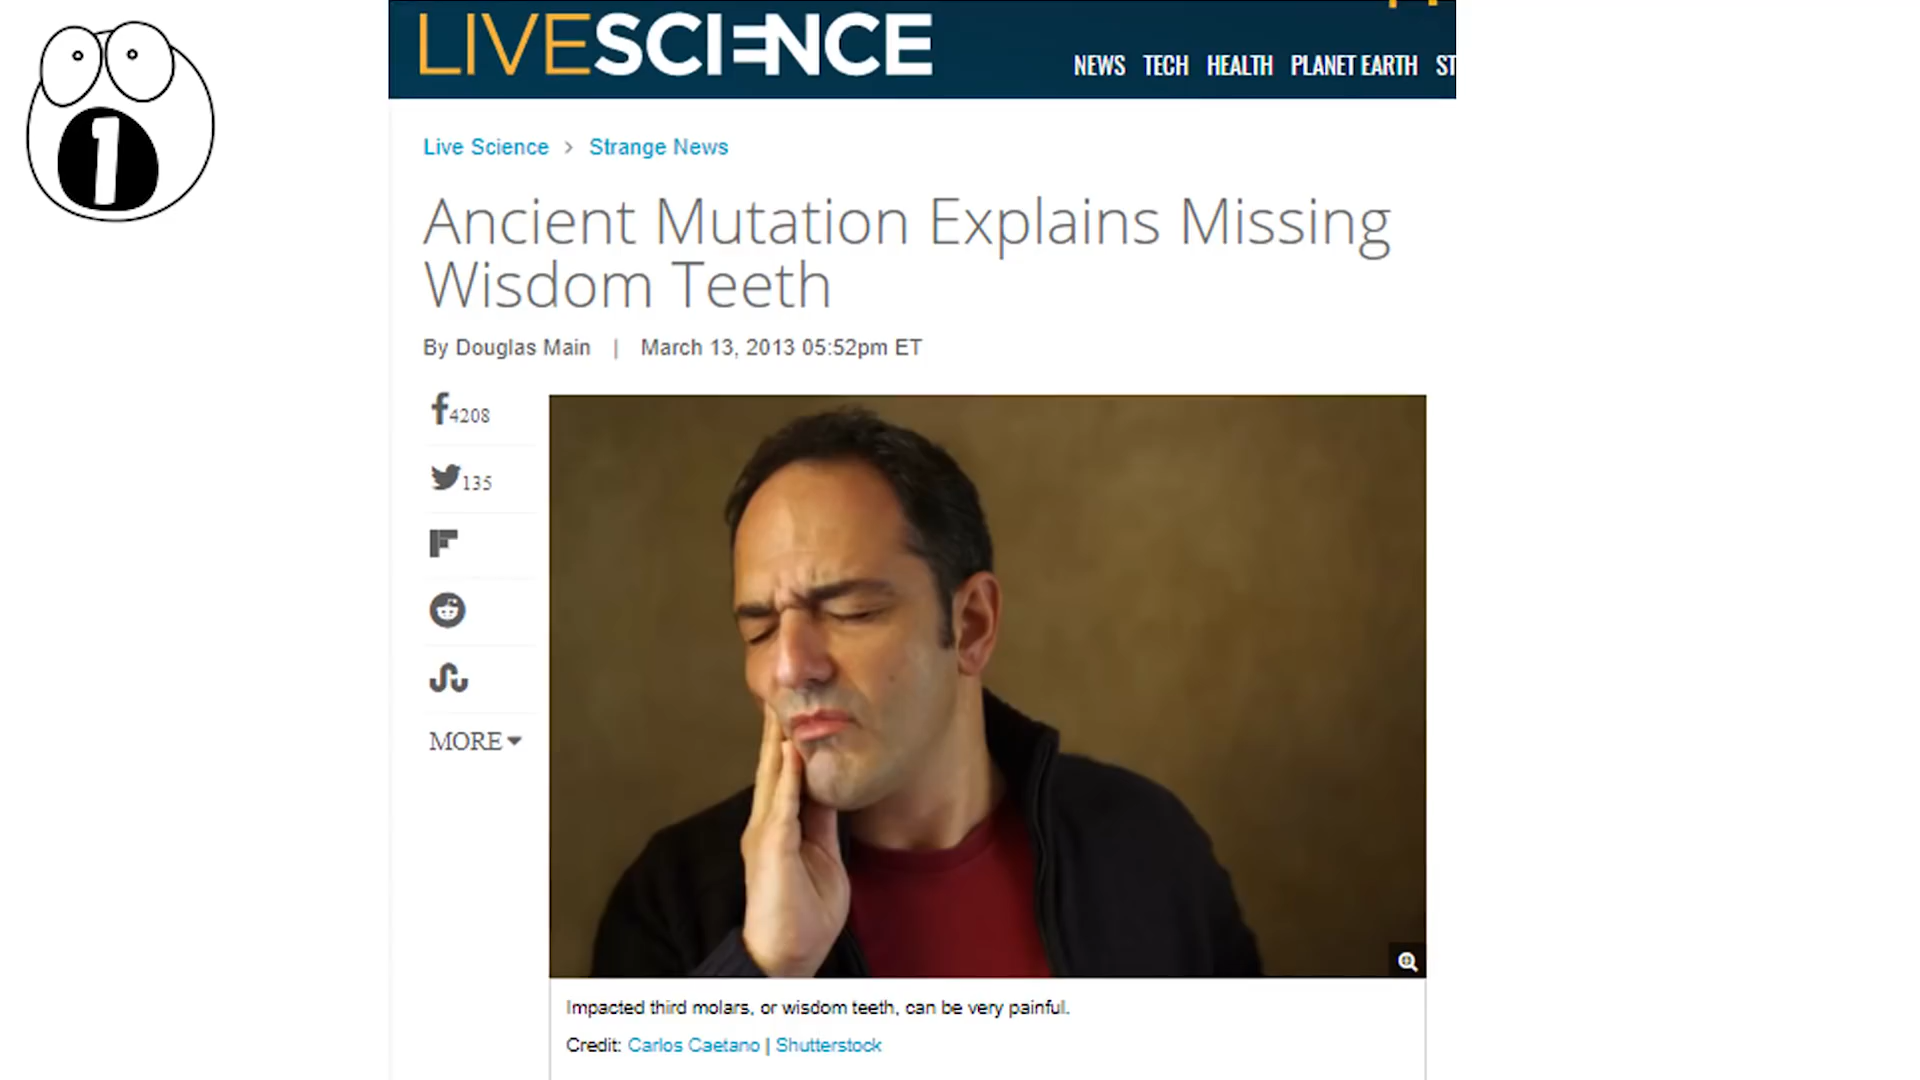 1
LIVESCIENCE
NEWS TECH HEALTH PLANET EARTH ST
Live Science > Strange News
Ancient Mutation Explains Missing
Wisdom Teeth
By Douglas Main | March 13, 2013 05:52pm ET
4208
135
MORE
Impacted third molars, or wisdom teeth, can be very painful.
Credit: Carlos Caetano | Shutterstock